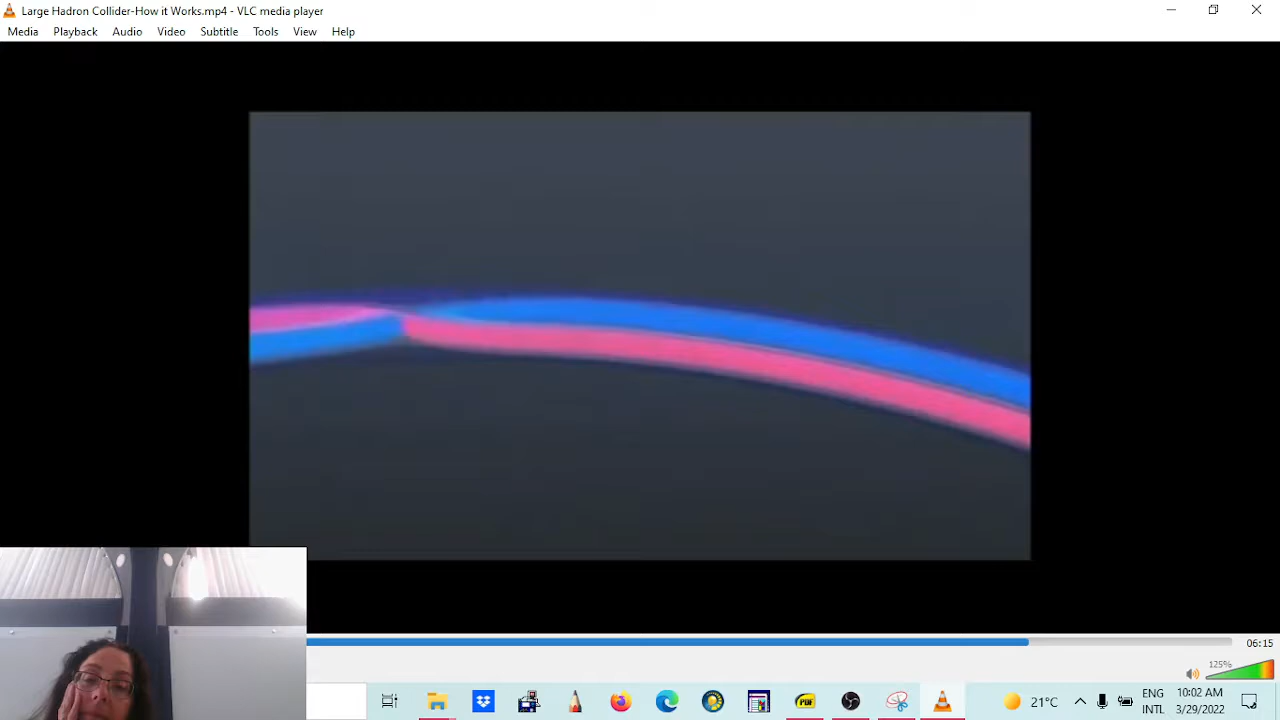 Large Hadron Collider-How it Works.mp4 - VLC media player
Media Playback Audio Video Subtitle Tools View Help
06:15
125%
PDF
21°C
ENG
INTL
10:02 AM
3/29/2022